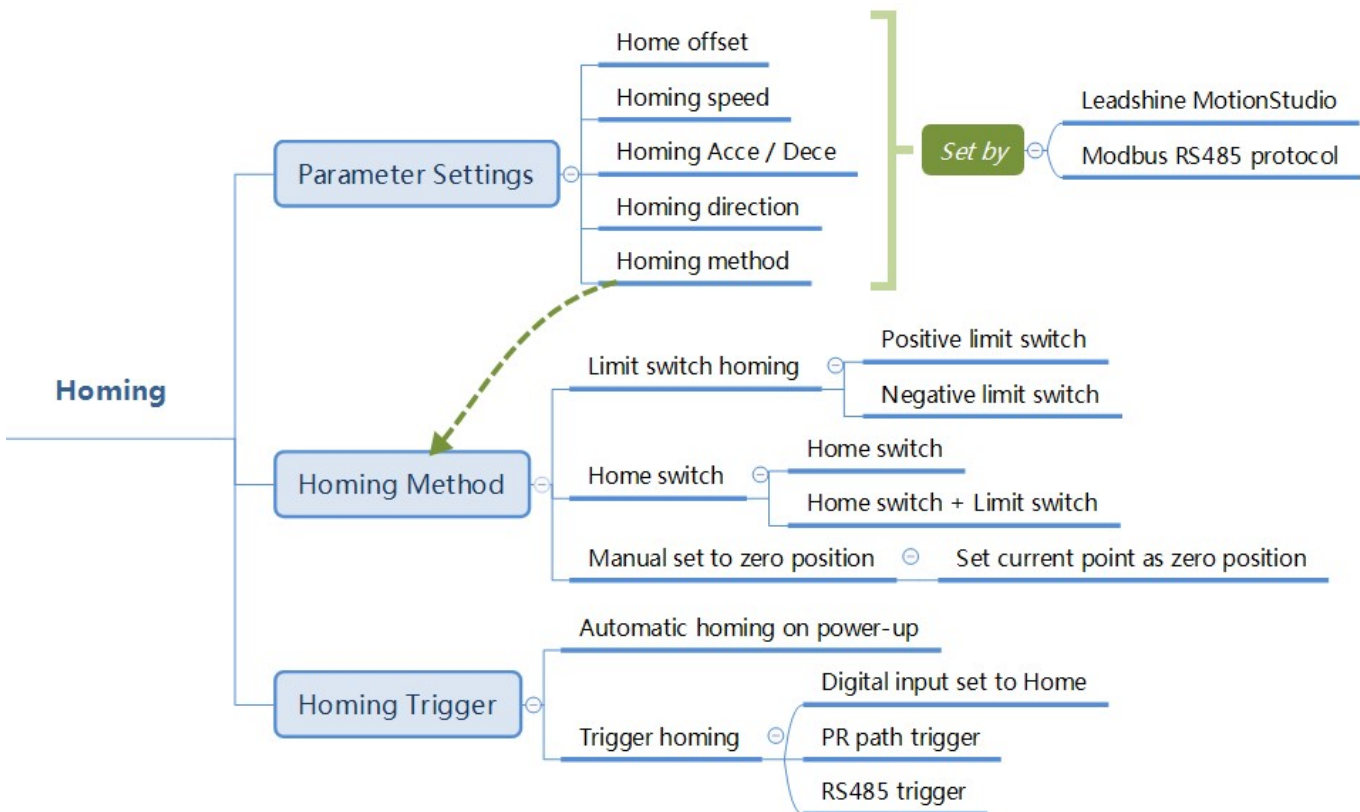 Homing
Parameter Settings
Home offset
Homing speed
Homing Acce / Dece
Homing direction
Homing method
Set by
Leadshine MotionStudio
Modbus RS485 protocol
Homing Method
Limit switch homing
Positive limit switch
Negative limit switch
Home switch
Home switch
Home switch + Limit switch
Manual set to zero position
Set current point as zero position
Homing Trigger
Automatic homing on power-up
Trigger homing
Digital input set to Home
PR path trigger
RS485 trigger